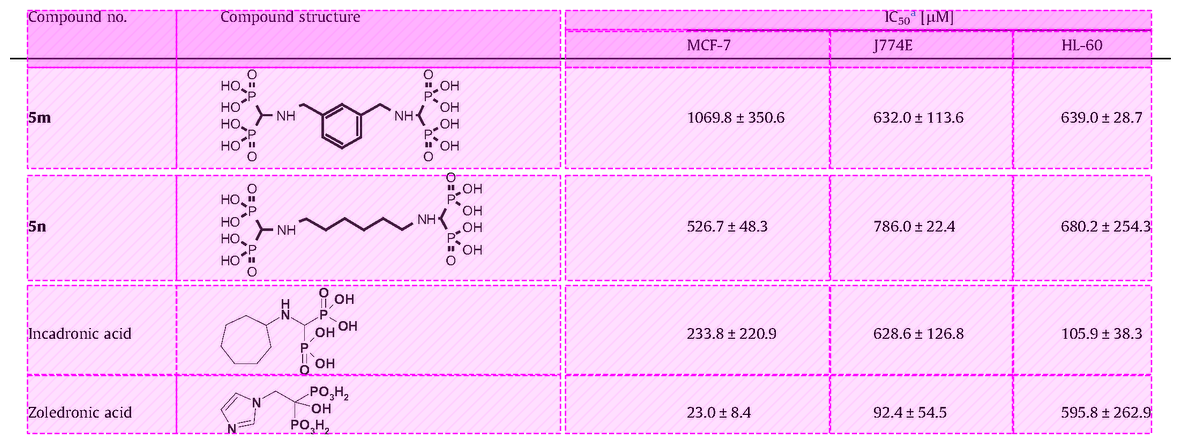 Compound no. Compound structure IC₅₀ᵃ [μM]
MCF-7 J774E HL-60
O O
HO P P OH
HO OH
5m NH NH 1069.8 ± 350.6 632.0 ± 113.6 639.0 ± 28.7
HO OH
P P
HO OH
O O
O O
HO P P OH
HO OH
5n NH NH 526.7 ± 48.3 786.0 ± 22.4 680.2 ± 254.3
HO OH
P P
HO OH
O O
O
H OH
N P
OH
OH
Incadronic acid P 233.8 ± 220.9 628.6 ± 126.8 105.9 ± 38.3
OH
O
PO₃H₂
N
OH
Zoledronic acid 23.0 ± 8.4 92.4 ± 54.5 595.8 ± 262.9
N PO₃H₂